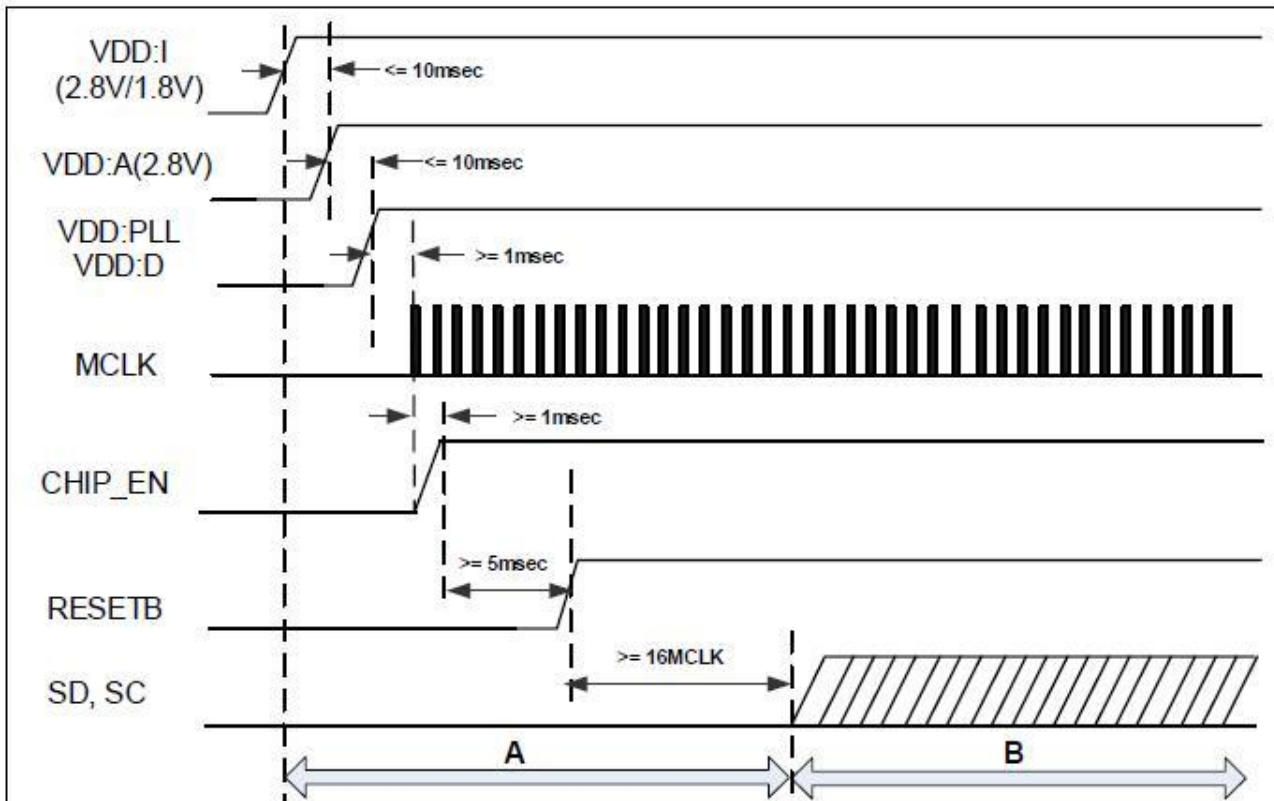 VDD:I
(2.8V/1.8V)
<= 10msec
VDD:A(2.8V)
<= 10msec
VDD:PLL
VDD:D
>= 1msec
MCLK
>= 1msec
CHIP_EN
>= 5msec
RESETB
>= 16MCLK
SD, SC
A
B